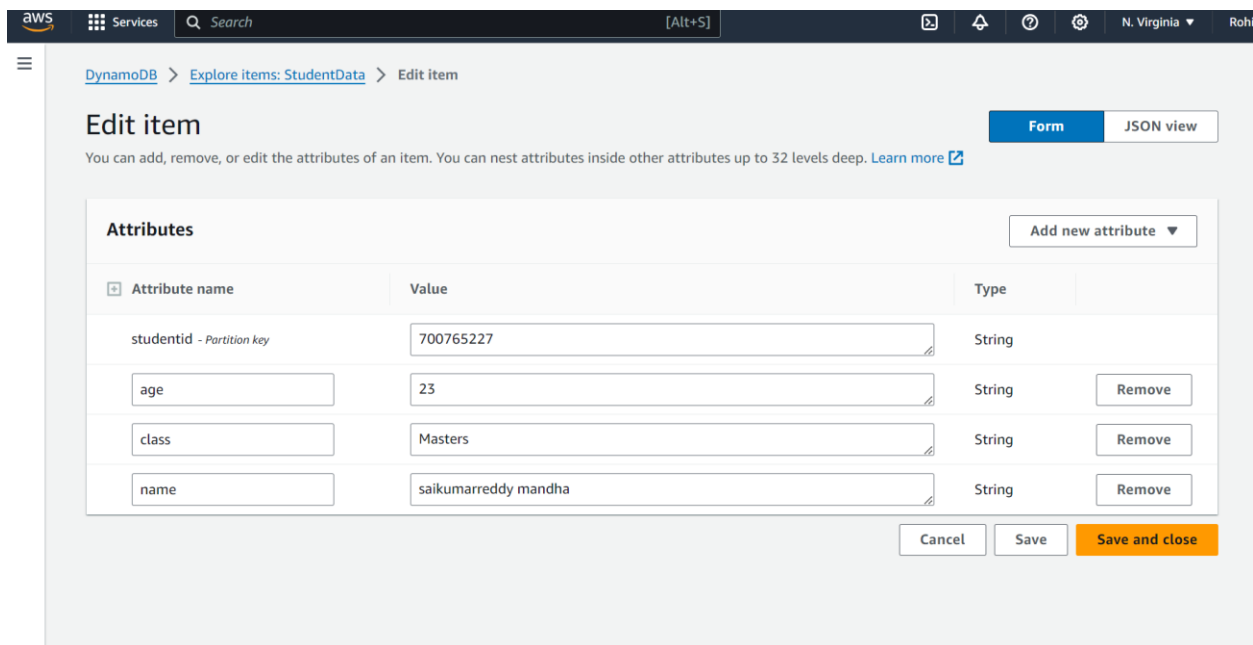 aws Services Search [Alt+S] N. Virginia ▼ Rohi
DynamoDB > Explore items: StudentData > Edit item
Edit item
Form JSON view
You can add, remove, or edit the attributes of an item. You can nest attributes inside other attributes up to 32 levels deep. Learn more
Attributes
Add new attribute ▼
Attribute name Value Type
studentid - Partition key 700765227 String
age 23 String Remove
class Masters String Remove
name saikumarreddy mandha String Remove
Cancel Save Save and close